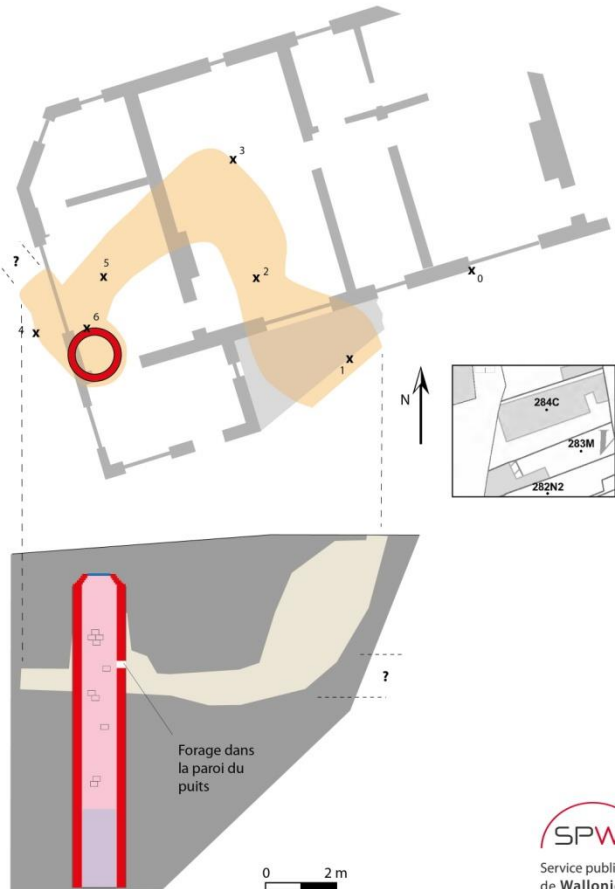 3
?
5
2
0
6
4
1
N
284C
283M
282N2
?
Forage dans
la paroi du
puits
0 2 m
SPW
Service publi
de Wallonie